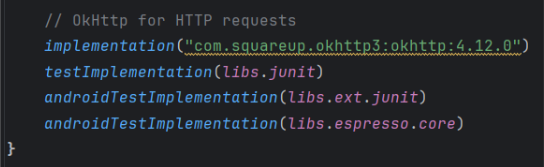 // OkHttp for HTTP requests
implementation("com.squareup.okhttp3:okhttp:4.12.0")
testImplementation(libs.junit)
androidTestImplementation(libs.ext.junit)
androidTestImplementation(libs.espresso.core)
}